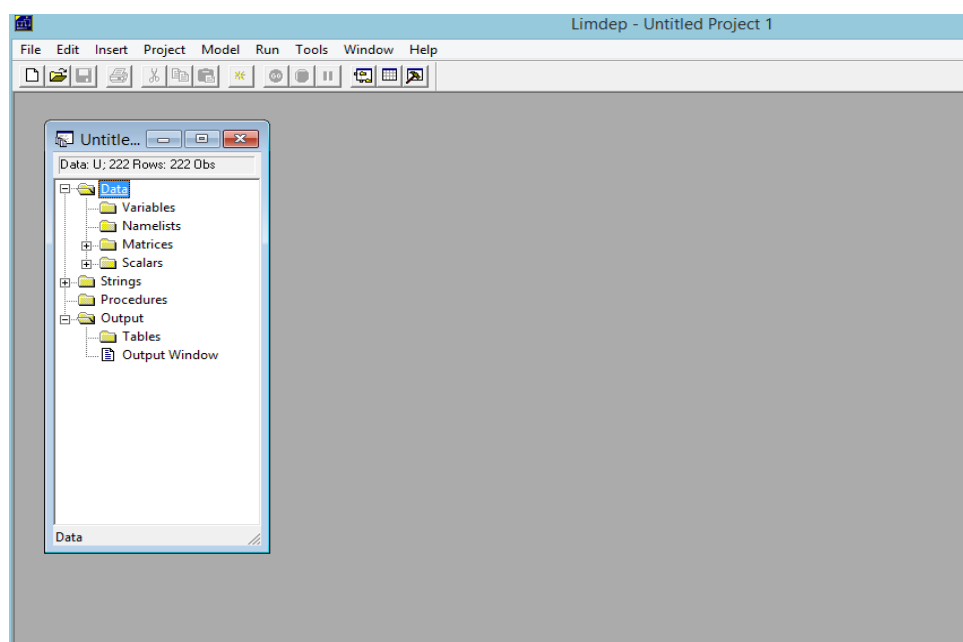 Limdep - Untitled Project 1
File Edit Insert Project Model Run Tools Window Help
Untitle...
Data: U; 222 Rows: 222 Obs
Data
Variables
Namelists
Matrices
Scalars
Strings
Procedures
Output
Tables
Output Window
Data